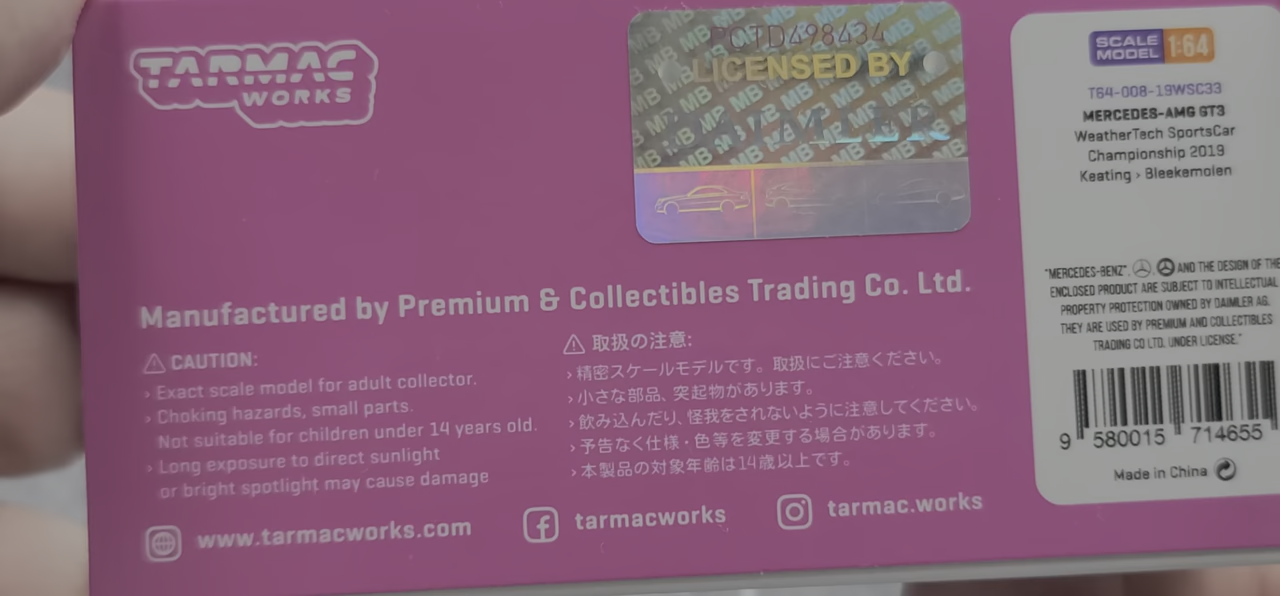 TARMAC
WORKS
PCTD498434
LICENSED BY
DAIMLER
Manufactured by Premium & Collectibles Trading Co. Ltd.
CAUTION:
› Exact scale model for adult collector.
› Choking hazards, small parts.
Not suitable for children under 14 years old.
› Long exposure to direct sunlight
or bright spotlight may cause damage
取扱の注意:
› 精密スケールモデルです。取扱にご注意ください。
› 小さな部品、突起物があります。
› 飲み込んだり、怪我をされないように注意してください。
› 予告なく仕様・色等を変更する場合があります。
› 本製品の対象年齢は14歳以上です。
www.tarmacworks.com
tarmacworks
tarmac.works
SCALE
MODEL 1:64
T64-008-19WSC33
MERCEDES-AMG GT3
WeatherTech SportsCar
Championship 2019
Keating › Bleekemolen
"MERCEDES-BENZ", AND THE DESIGN OF THE
ENCLOSED PRODUCT ARE SUBJECT TO INTELLECTUAL
PROPERTY PROTECTION OWNED BY DAIMLER AG.
THEY ARE USED BY PREMIUM AND COLLECTIBLES
TRADING CO LTD. UNDER LICENSE."
9 580015 714655
Made in China